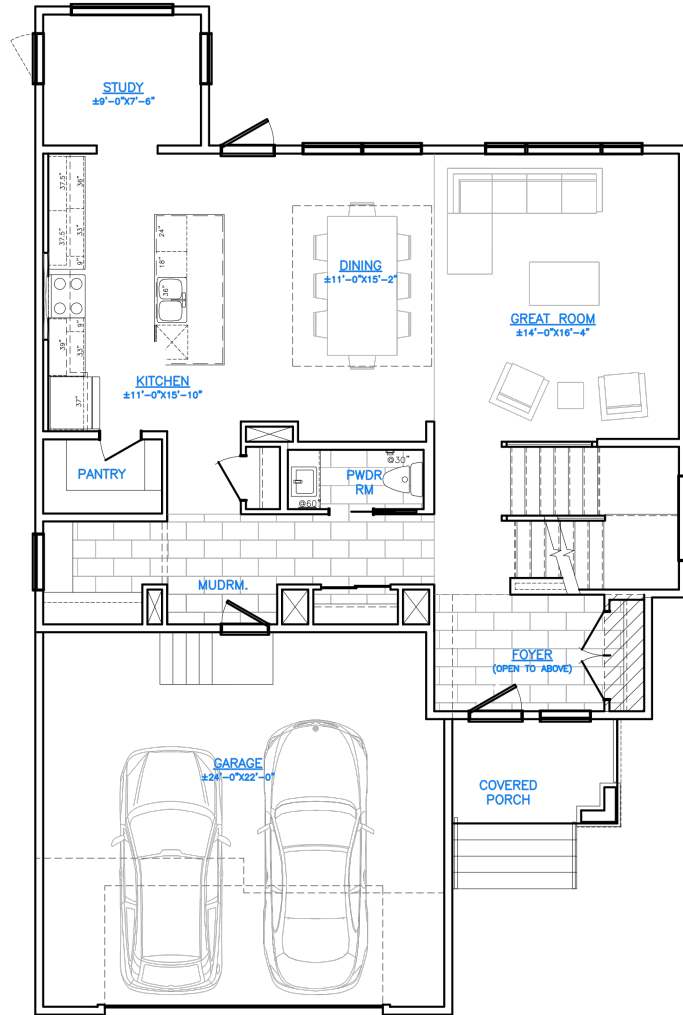 STUDY
±9'-0"X7'-6"
37.5"
36"
37.5"
33"
9"
24"
18"
36"
DINING
±11'-0"X15'-2"
GREAT ROOM
±14'-0"X16'-4"
9"
39"
33"
37"
KITCHEN
±11'-0"X15'-10"
PANTRY
@30"
PWDR
RM
@60"
MUDRM.
FOYER
(OPEN TO ABOVE)
GARAGE
±24'-0"X22'-0"
COVERED
PORCH